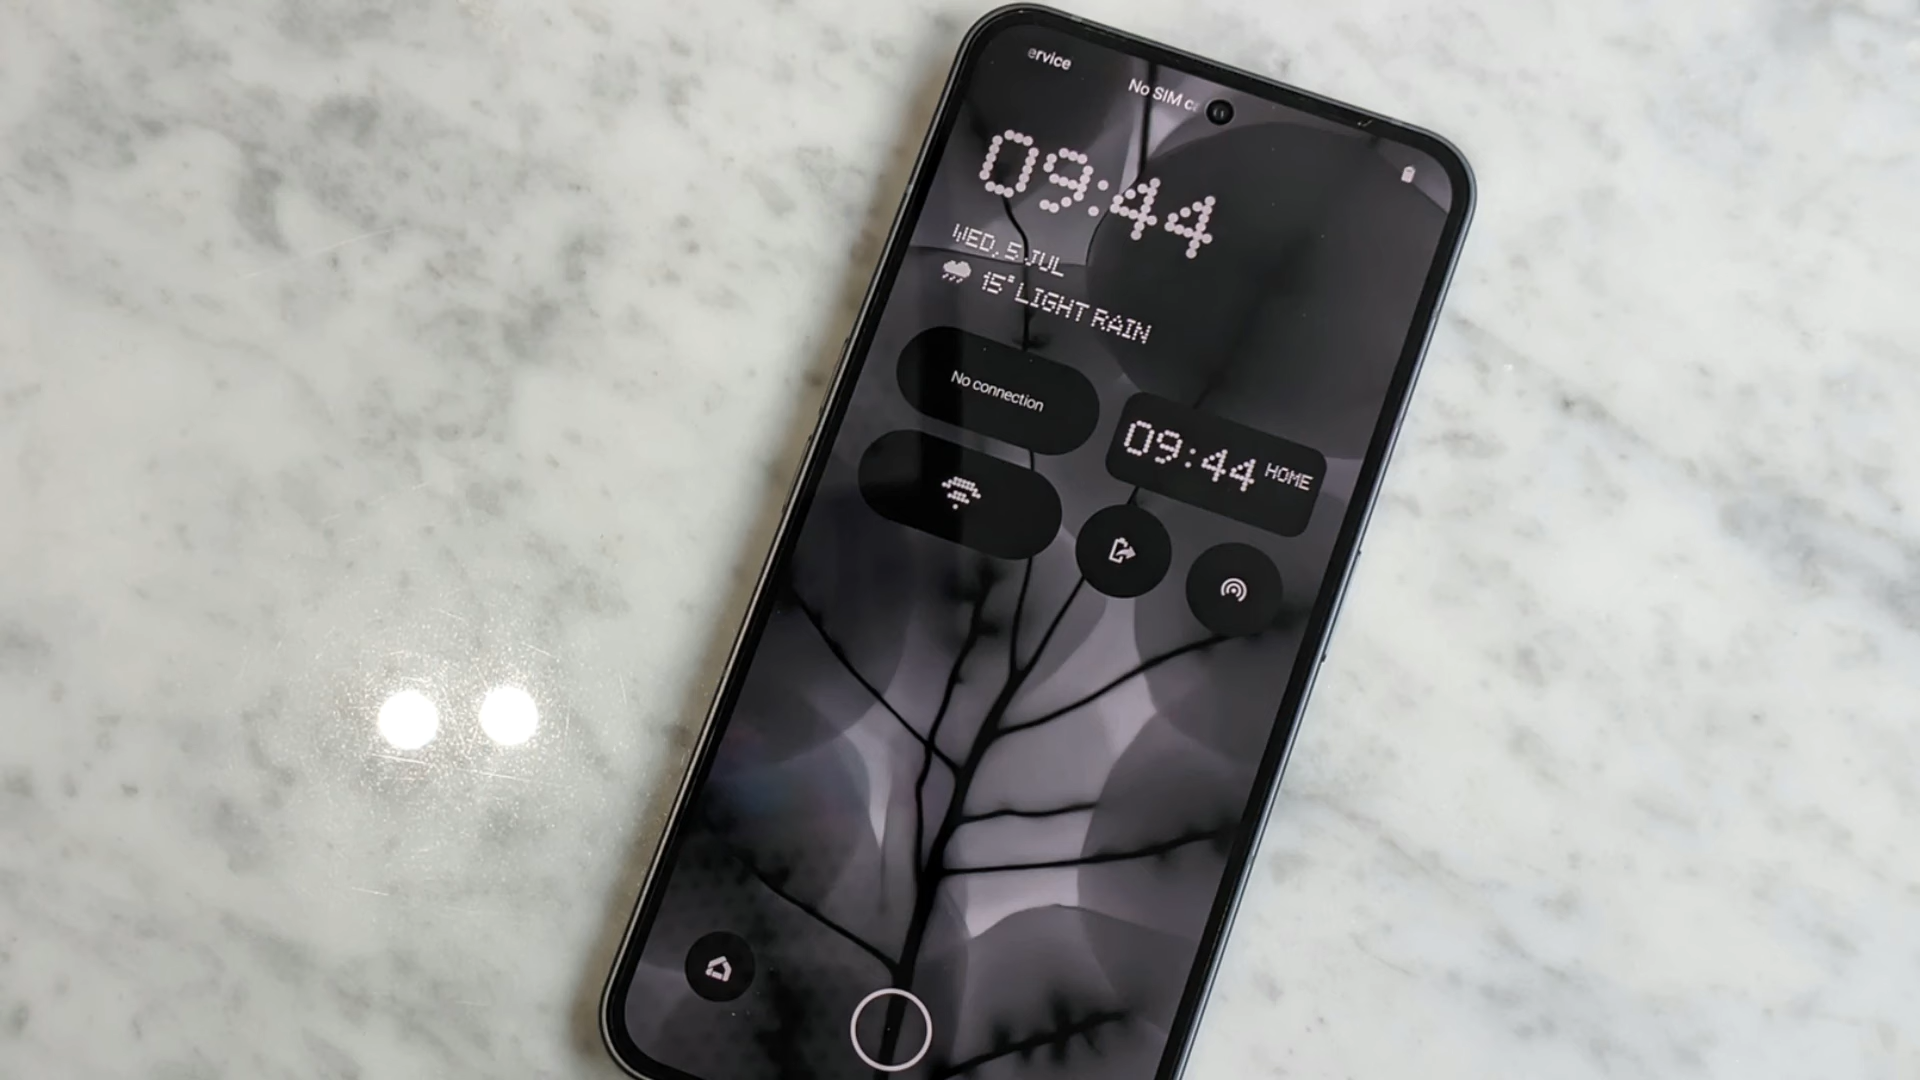 ervice
No SIM c
09:44
WED, 5 JUL
15° LIGHT RAIN
No connection
09:44 HOME